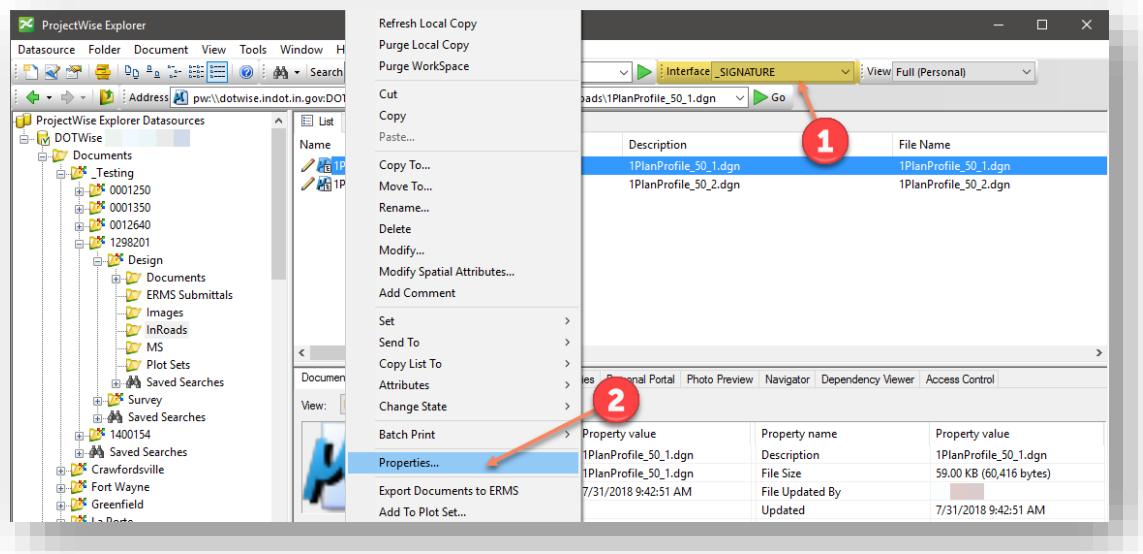 ProjectWise Explorer
Datasource Folder Document View Tools Window H
Search
Interface _SIGNATURE
View Full (Personal)
Address pw:\\dotwise.indot.in.gov:DOT
ads\1PlanProfile_50_1.dgn
Go
ProjectWise Explorer Datasources
DOTWise
Documents
_Testing
0001250
0001350
0012640
1298201
Design
Documents
ERMS Submittals
Images
InRoads
MS
Plot Sets
Saved Searches
Survey
Saved Searches
1400154
Saved Searches
Crawfordsville
Fort Wayne
Greenfield
La Porte
List
Name Description File Name
1P 1PlanProfile_50_1.dgn 1PlanProfile_50_1.dgn
1P 1PlanProfile_50_2.dgn 1PlanProfile_50_2.dgn
Refresh Local Copy
Purge Local Copy
Purge WorkSpace
Cut
Copy
Paste...
Copy To...
Move To...
Rename...
Delete
Modify...
Modify Spatial Attributes...
Add Comment
Set
Send To
Copy List To
Attributes
Change State
Batch Print
Properties...
Export Documents to ERMS
Add To Plot Set...
1
2
Documen
ies Personal Portal Photo Preview Navigator Dependency Viewer Access Control
View:
Property value Property name Property value
1PlanProfile_50_1.dgn Description 1PlanProfile_50_1.dgn
1PlanProfile_50_1.dgn File Size 59.00 KB (60,416 bytes)
7/31/2018 9:42:51 AM File Updated By
Updated 7/31/2018 9:42:51 AM